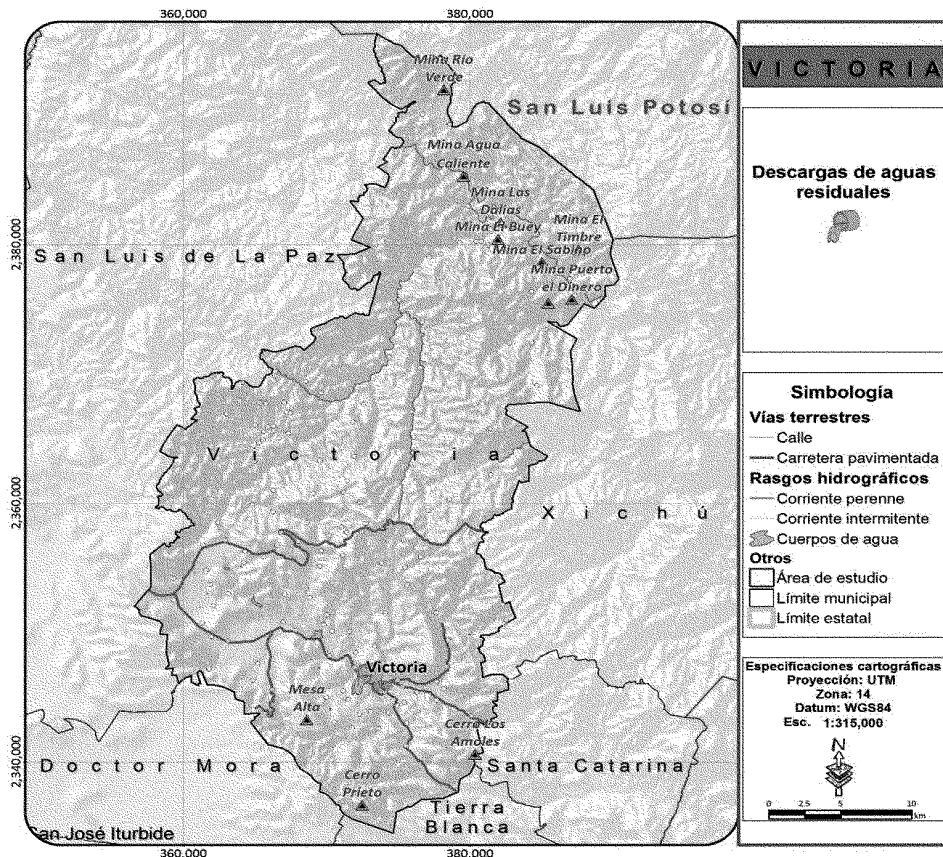 360,000
380,000
Mina Rio
Verde
San Luis Potosí
Mina Agua
Caliente
Mina Las
Dalias
Mina El Buey
Mina El
Timbre
Mina El Sabino
Mina Puerto
el Dinero
2,380,000
San Luis de La Paz
Victoria
2,360,000
Xichú
Victoria
Mesa
Alta
Cerro Los
Amoles
2,340,000
Doctor Mora
Santa Catarina
Cerro
Prieto
Tierra
Blanca
San José Iturbide
360,000
380,000
VICTORIA
Descargas de aguas
residuales
Simbología
Vías terrestres
Calle
Carretera pavimentada
Rasgos hidrográficos
Corriente perenne
Corriente intermitente
Cuerpos de agua
Otros
Área de estudio
Límite municipal
Límite estatal
Especificaciones cartográficas
Proyección: UTM
Zona: 14
Datum: WGS84
Esc. 1:315,000
N
0 2.5 5 10
km